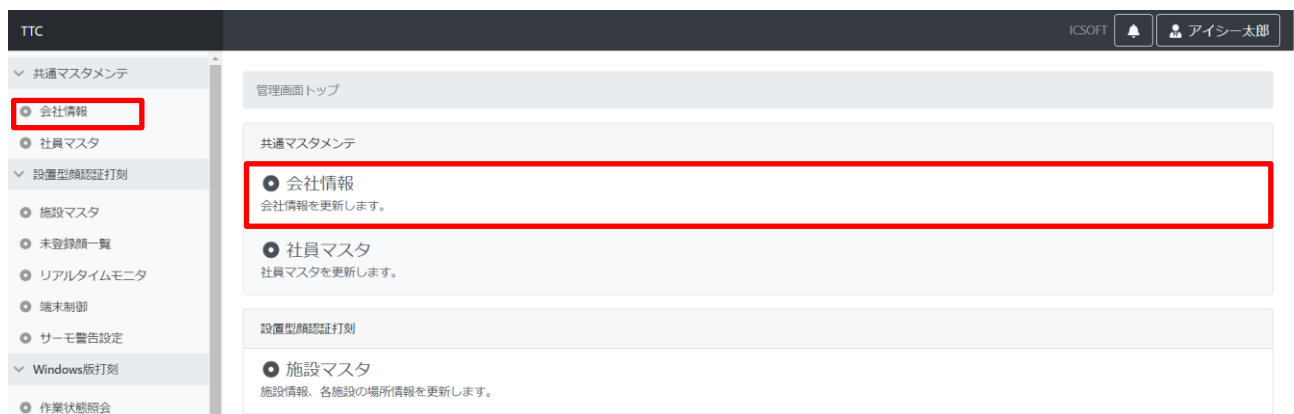 TTC
ICSOFT
アイシー太郎
共通マスタメンテ
会社情報
社員マスタ
設置型顔認証打刻
施設マスタ
未登録顔一覧
リアルタイムモニタ
端末制御
サーモ警告設定
Windows版打刻
作業状態照会
管理画面トップ
共通マスタメンテ
会社情報
会社情報を更新します。
社員マスタ
社員マスタを更新します。
設置型顔認証打刻
施設マスタ
施設情報、各施設の場所情報を更新します。